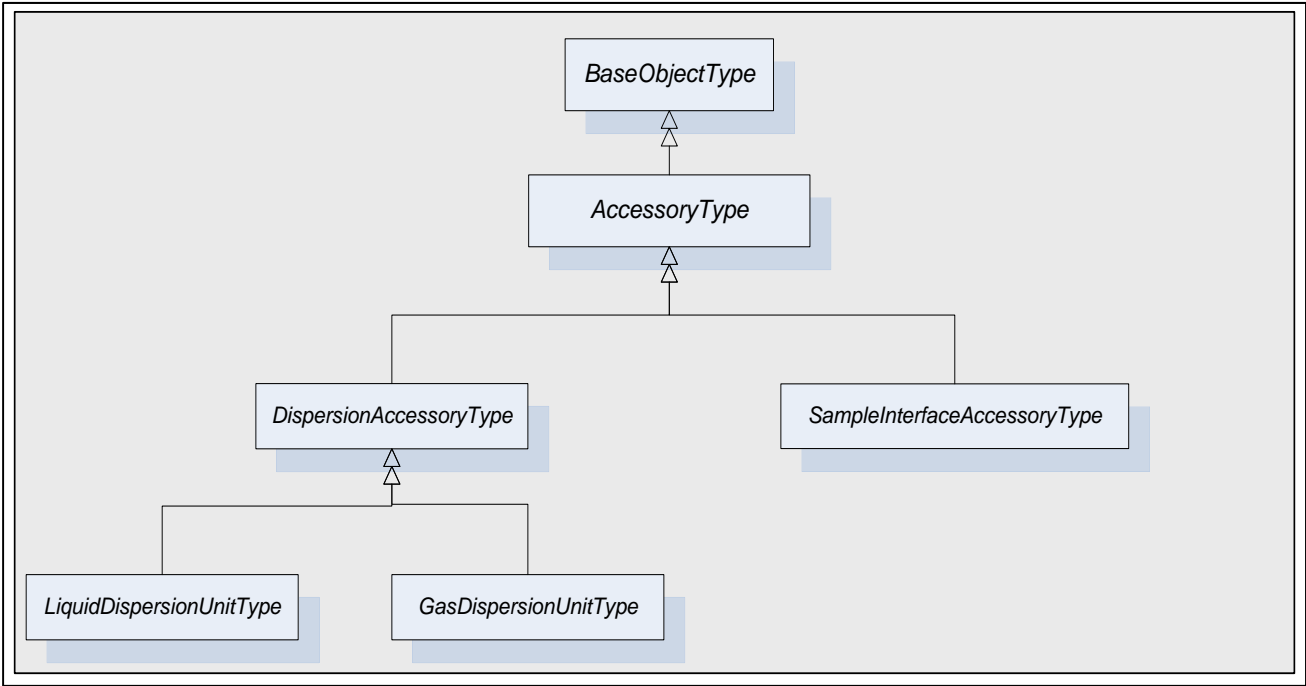 BaseObjectType
AccessoryType
DispersionAccessoryType
SampleInterfaceAccessoryType
LiquidDispersionUnitType
GasDispersionUnitType